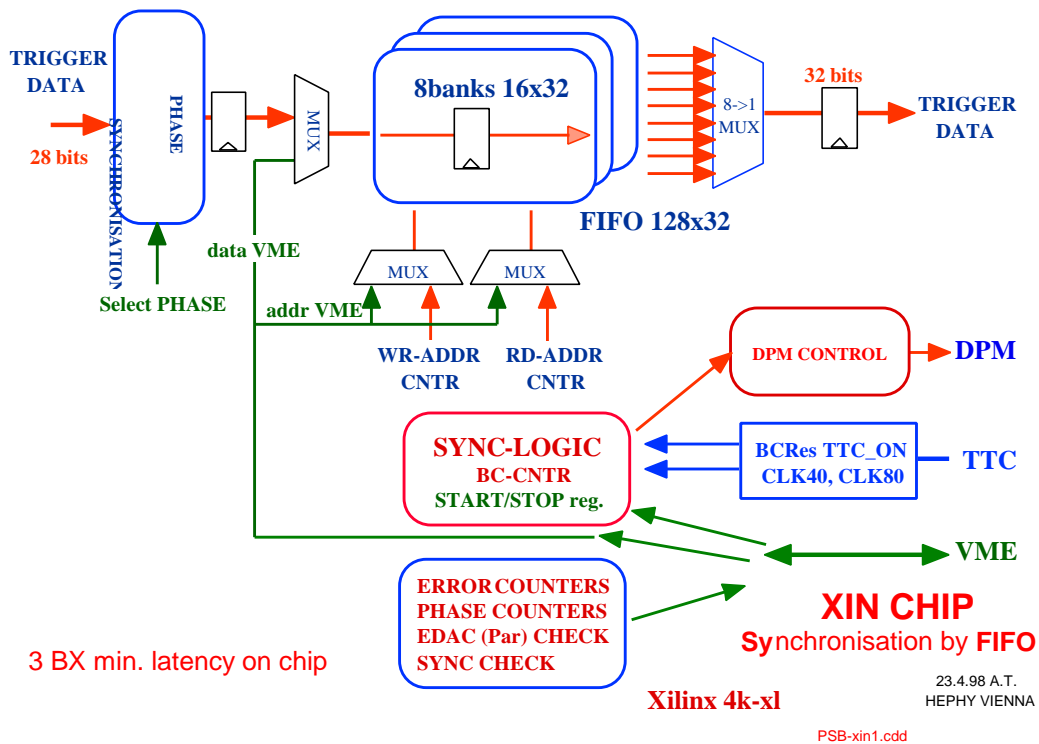 TRIGGER
DATA
28 bits
PHASE
SYNCHRONISATION
Select PHASE
MUX
8banks 16x32
8->1
MUX
32 bits
TRIGGER
DATA
FIFO 128x32
data VME
addr VME
MUX
MUX
WR-ADDR
CNTR
RD-ADDR
CNTR
DPM CONTROL
DPM
SYNC-LOGIC
BC-CNTR
START/STOP reg.
BCRes TTC_ON
CLK40, CLK80
TTC
VME
ERROR COUNTERS
PHASE COUNTERS
EDAC (Par) CHECK
SYNC CHECK
XIN CHIP
Synchronisation by FIFO
3 BX min. latency on chip
Xilinx 4k-xl
23.4.98 A.T.
HEPHY VIENNA
PSB-xin1.cdd